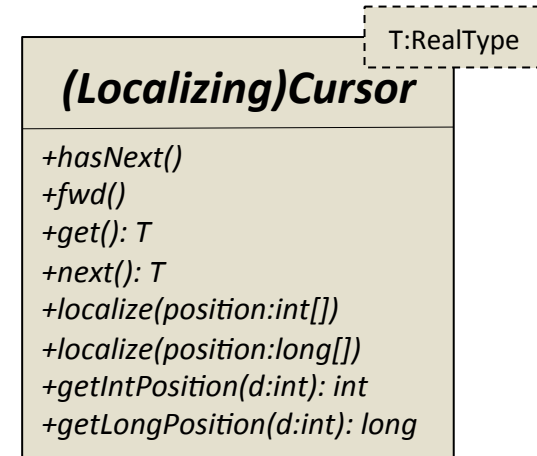 T:RealType
(Localizing)Cursor
+hasNext()
+fwd()
+get(): T
+next(): T
+localize(position:int[])
+localize(position:long[])
+getIntPosition(d:int): int
+getLongPosition(d:int): long